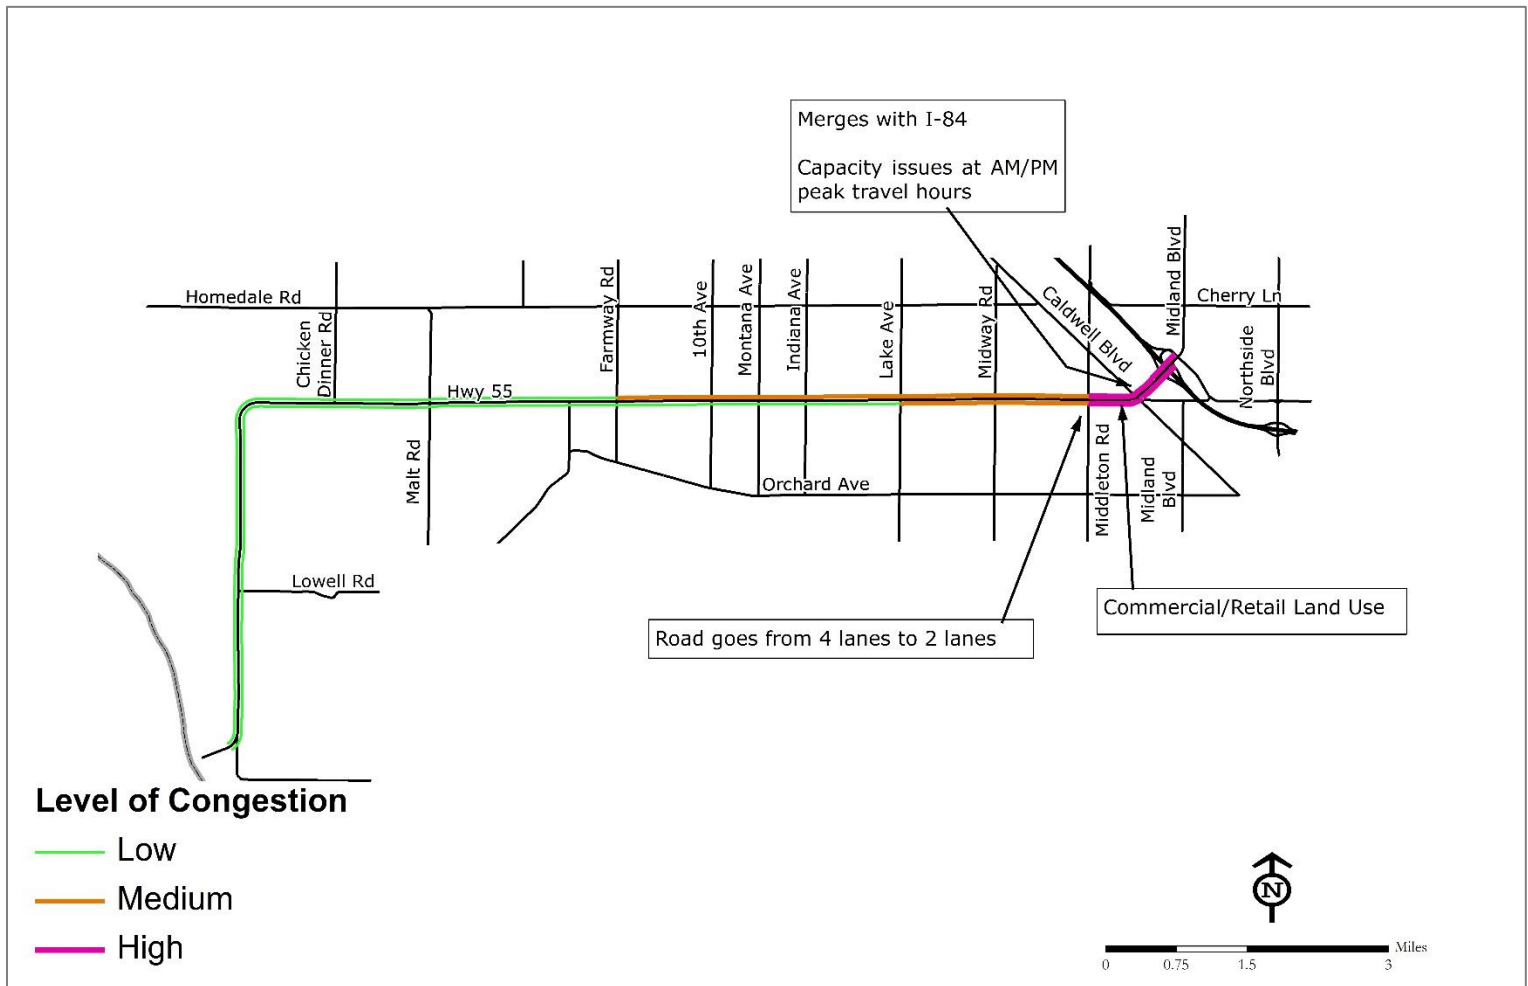 Merges with I-84
Capacity issues at AM/PM
peak travel hours
Homedale Rd
Chicken
Dinner Rd
Farmway Rd
10th Ave
Montana Ave
Indiana Ave
Lake Ave
Midway Rd
Caldwell Blvd
Midland Blvd
Cherry Ln
Northside
Blvd
Hwy 55
Malt Rd
Orchard Ave
Middleton Rd
Midland
Blvd
Lowell Rd
Commercial/Retail Land Use
Road goes from 4 lanes to 2 lanes
Level of Congestion
Low
Medium
High
N
Miles
0 0.75 1.5 3